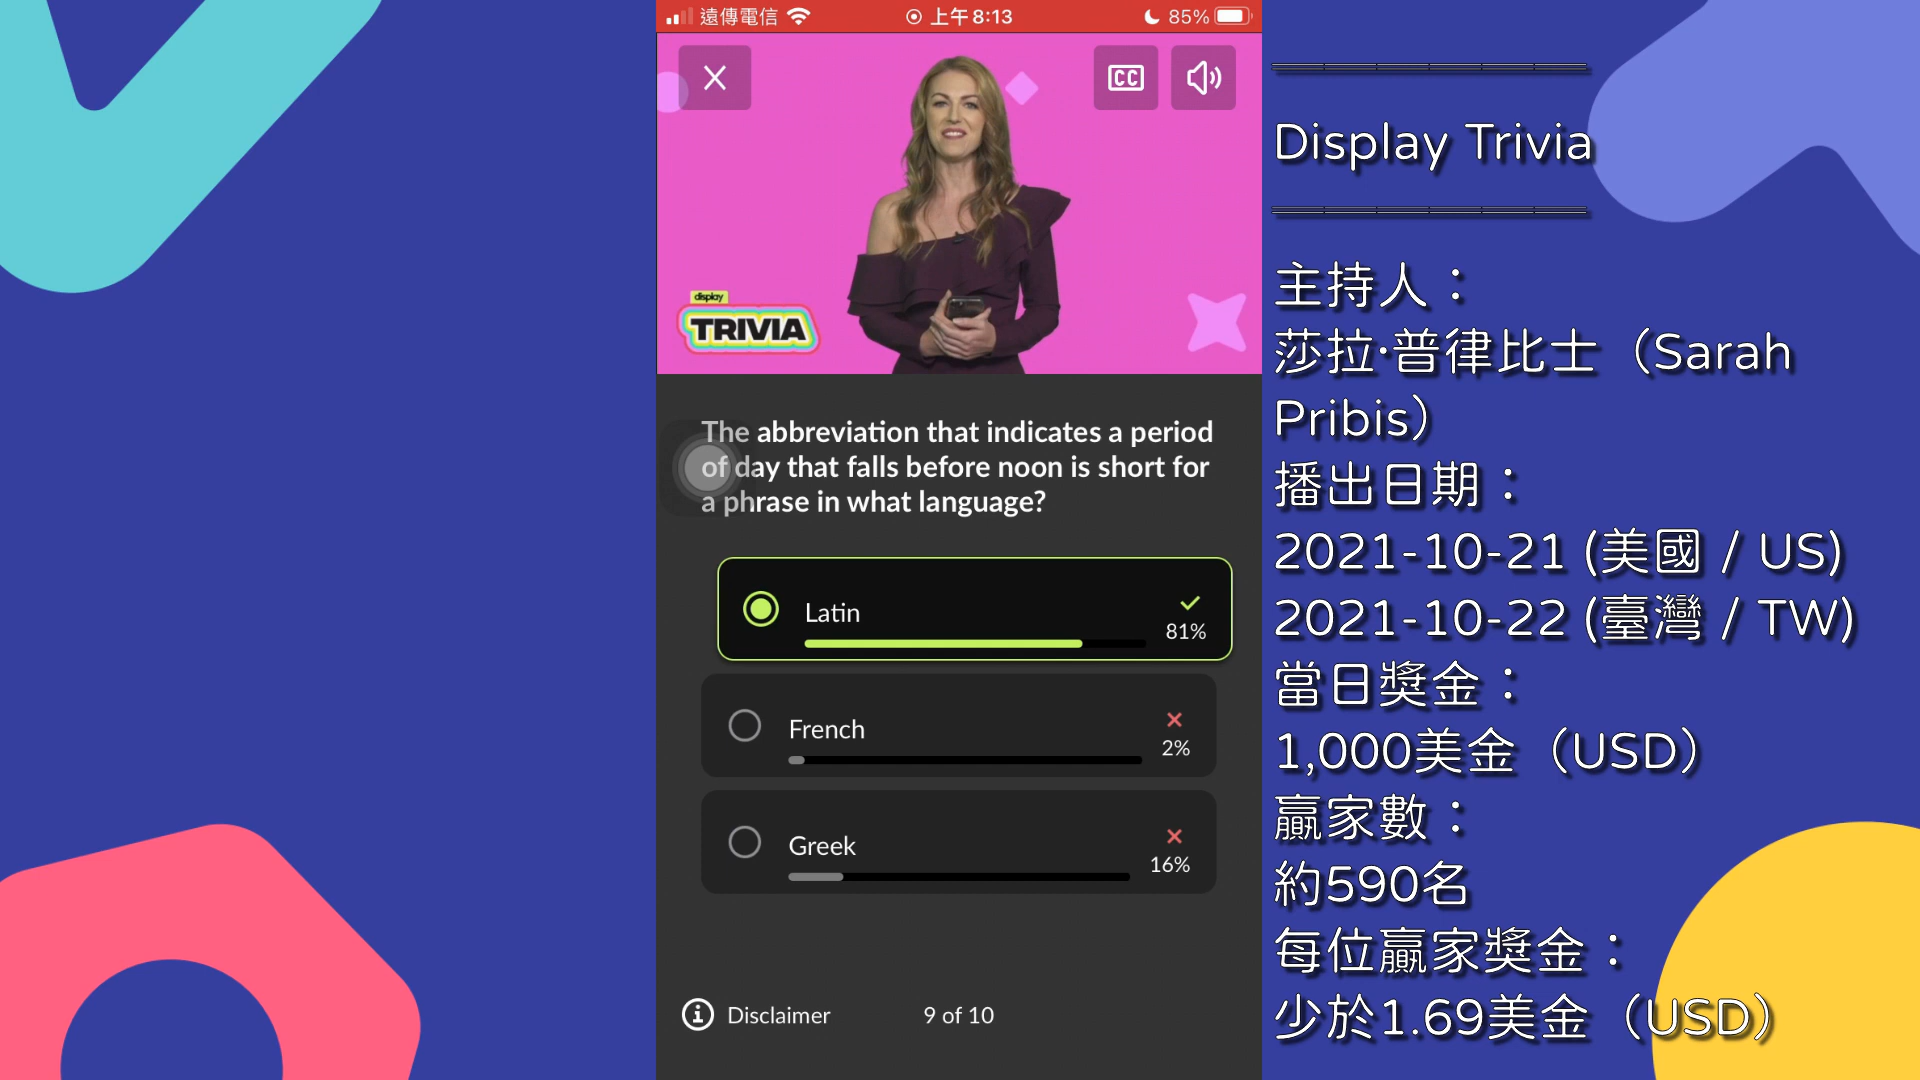 遠傳電信
上午8:13
85%
CC
display
TRIVIA
The abbreviation that indicates a period
of day that falls before noon is short for
a phrase in what language?
Latin
81%
French
2%
Greek
16%
Disclaimer
9 of 10
Display Trivia
主持人：
莎拉·普律比士（Sarah
Pribis）
播出日期：
2021-10-21 (美國 / US)
2021-10-22 (臺灣 / TW)
當日獎金：
1,000美金（USD）
贏家數：
約590名
每位贏家獎金：
少於1.69美金（USD）